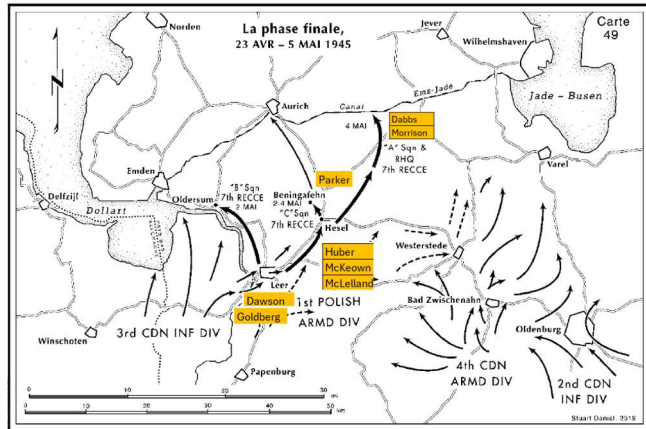 La phase finale,
23 AVR – 5 MAI 1945
Carte
49
Norden
Jever
Wilhelmshaven
N
Jade – Busen
Aurich
Canal
Ems-Jade
4 MAI
Dabbs
Morrison
"A" Sqn &
RHQ
7th RECCE
Varel
Emden
Delfzijl
Dollart
Oldersum
"B" Sqn
7th RECCE
2 MAI
Parker
Beningafehn
2-4 MAI
"C" Sqn
7th RECCE
Hesel
Westerstede
Huber
McKeown
McLelland
Leer
Dawson
Goldberg
1st POLISH
ARMD DIV
Bad Zwischenahn
Oldenburg
3rd CDN INF DIV
Winschoten
Papenburg
4th CDN
ARMD DIV
2nd CDN
INF DIV
0 10 20 30
mi
0 10 20 30 40 50
km
Stuart Daniel, 2018